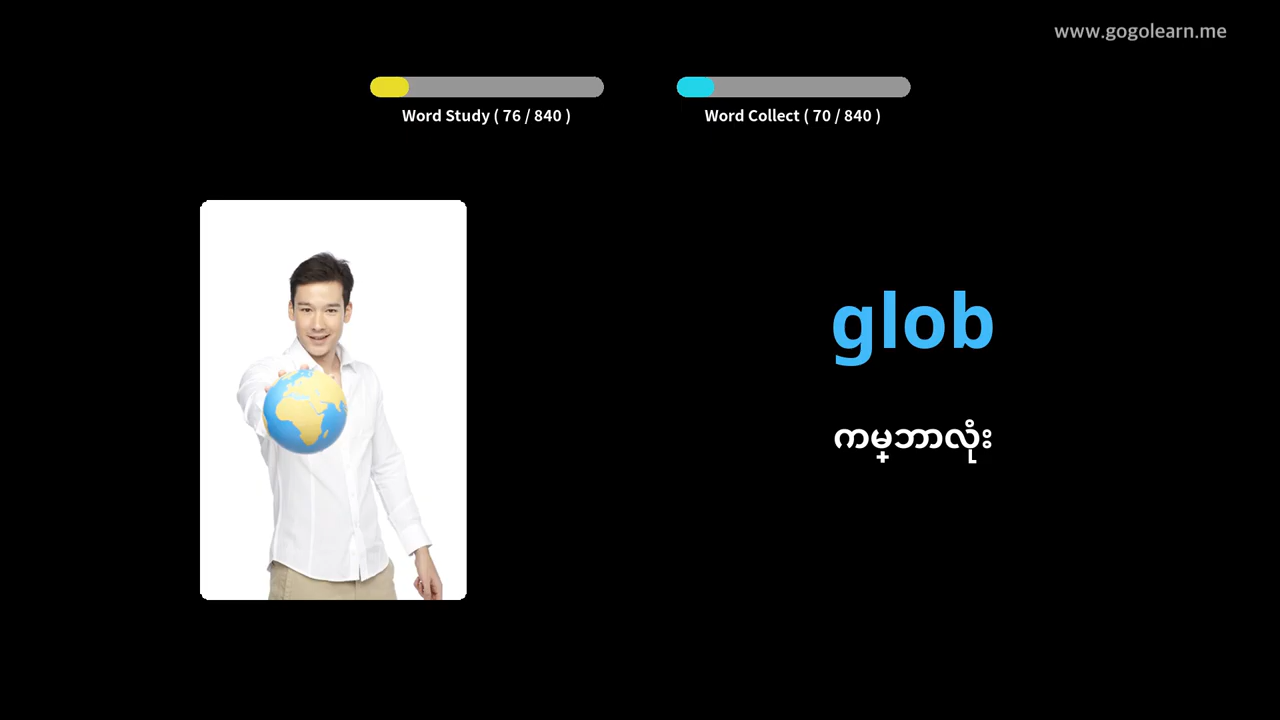 www.gogolearn.me
Word Study ( 76 / 840 )
Word Collect ( 70 / 840 )
glob
ကမ္ဘာလုံး